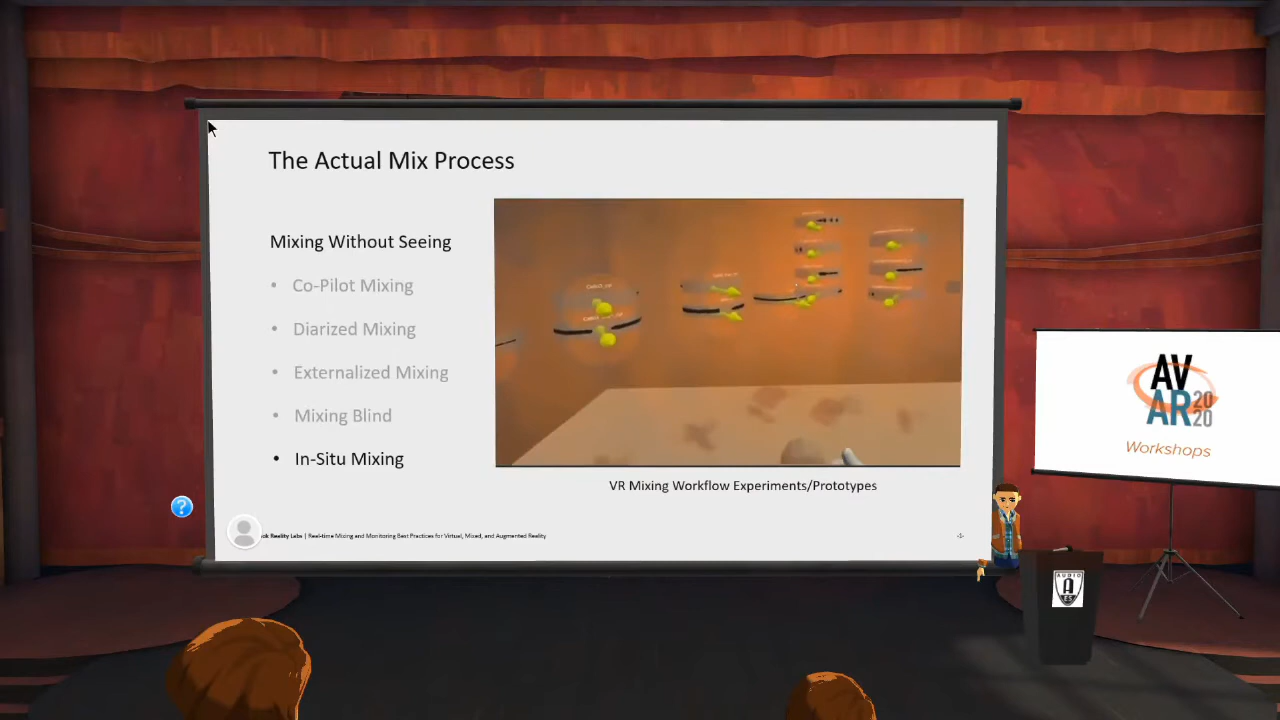 The Actual Mix Process
Mixing Without Seeing
• Co-Pilot Mixing
• Diarized Mixing
• Externalized Mixing
• Mixing Blind
• In-Situ Mixing
VR Mixing Workflow Experiments/Prototypes
Reality Labs | Real-time Mixing and Monitoring Best Practices for Virtual, Mixed, and Augmented Reality
AV
AR 20
20
Workshops
AUDIO
A
ES
?